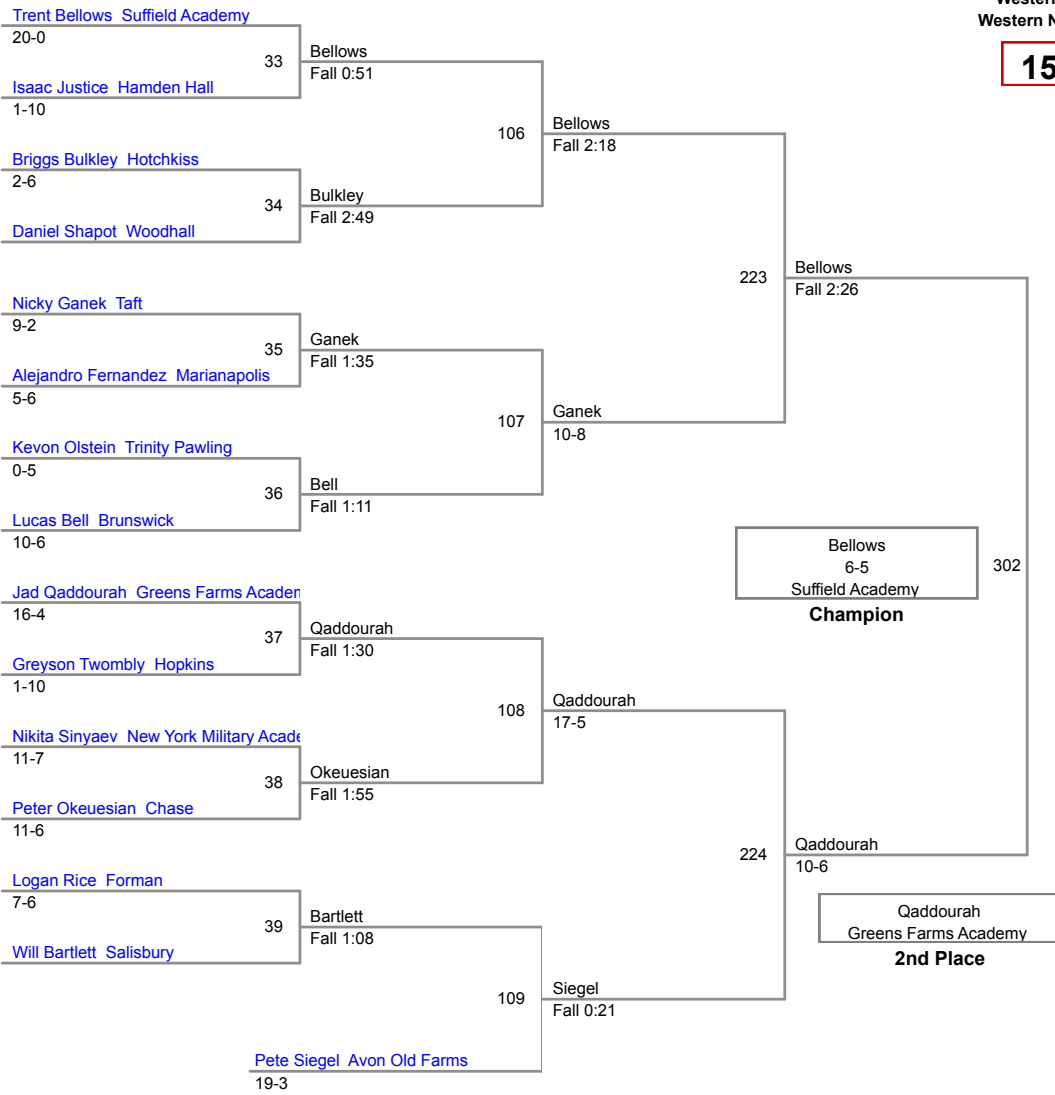 Western
Western N
15
Trent Bellows Suffield Academy
20-0
33
Isaac Justice Hamden Hall
1-10
Bellows
Fall 0:51
Briggs Bulkley Hotchkiss
2-6
34
Daniel Shapot Woodhall
Bulkley
Fall 2:49
106
Bellows
Fall 2:18
Nicky Ganek Taft
9-2
35
Alejandro Fernandez Marianapolis
5-6
Ganek
Fall 1:35
Kevon Olstein Trinity Pawling
0-5
36
Lucas Bell Brunswick
10-6
Bell
Fall 1:11
107
Ganek
10-8
223
Bellows
Fall 2:26
Jad Qaddourah Greens Farms Academ
16-4
37
Greyson Twombly Hopkins
1-10
Qaddourah
Fall 1:30
Nikita Sinyaev New York Military Acade
11-7
38
Peter Okeuesian Chase
11-6
Okeuesian
Fall 1:55
108
Qaddourah
17-5
Logan Rice Forman
7-6
39
Will Bartlett Salisbury
Bartlett
Fall 1:08
109
Pete Siegel Avon Old Farms
19-3
Siegel
Fall 0:21
224
Qaddourah
10-6
302
Bellows
6-5
Suffield Academy
Champion
Qaddourah
Greens Farms Academy
2nd Place